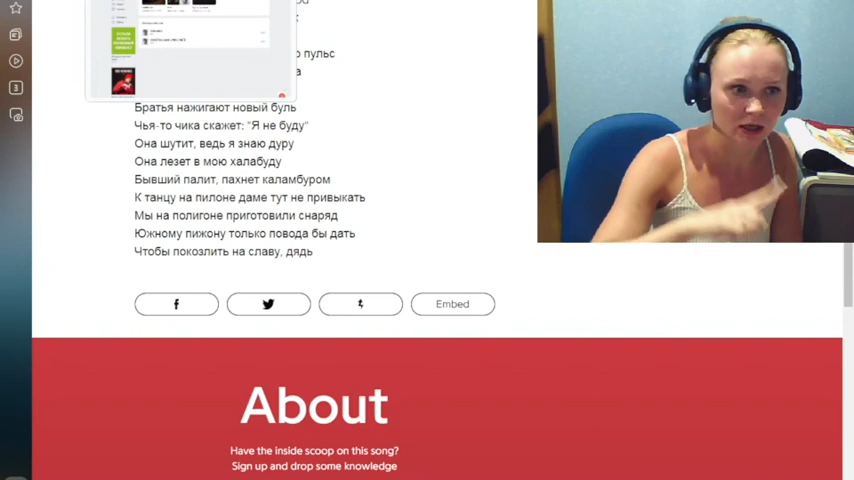 о пульс
а
Братья нажигают новый буль
Чья-то чика скажет: "Я не буду"
Она шутит, ведь я знаю дуру
Она лезет в мою халабуду
Бывший палит, пахнет каламбуром
К танцу на пилоне даме тут не привыкать
Мы на полигоне приготовили снаряд
Южному пижону только повода бы дать
Чтобы покозлить на славу, дядь
Embed
About
Have the inside scoop on this song?
Sign up and drop some knowledge
3